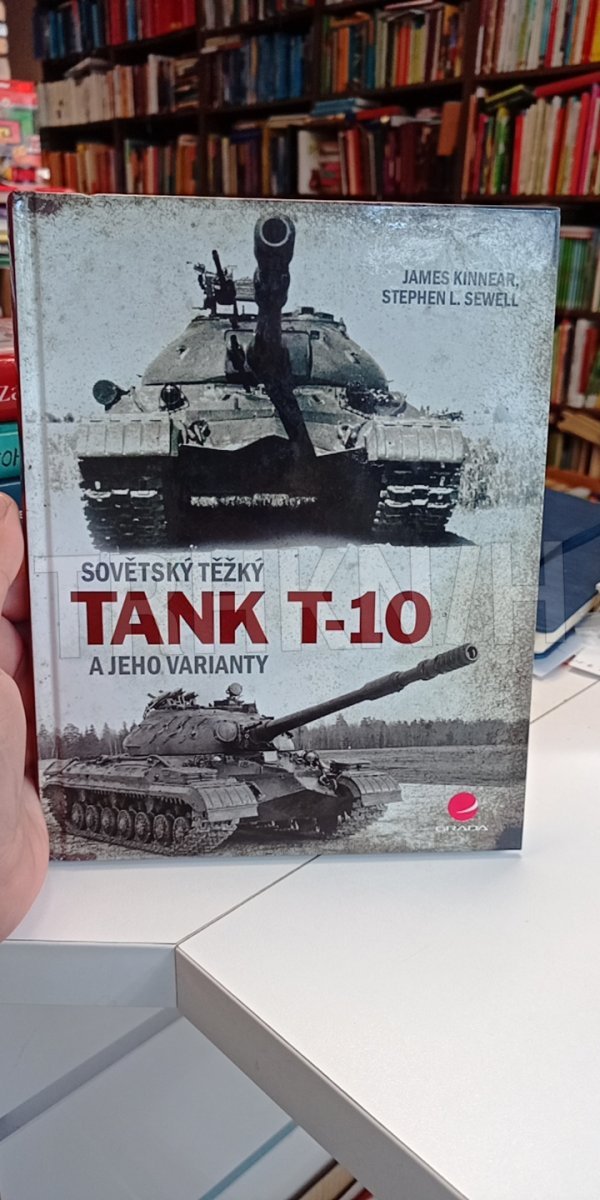 JAMES KINNEAR,
STEPHEN L. SEWELL
SOVĚTSKÝ TĚŽKÝ
TANK T-10
A JEHO VARIANTY
GRADA